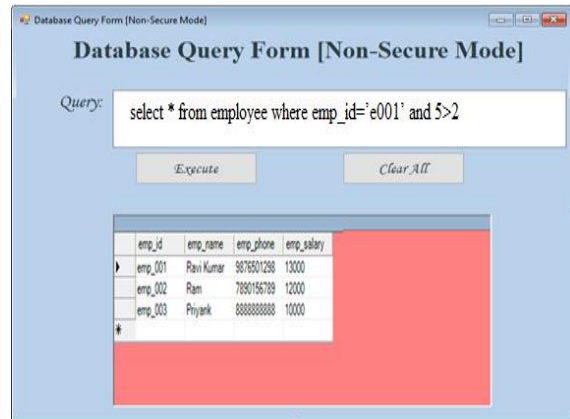 Database Query Form [Non-Secure Mode]
Database Query Form [Non-Secure Mode]
Query:
select * from employee where emp_id=’e001’ and 5>2
Execute
Clear All
emp_id emp_name emp_phone emp_salary
emp_001 Ravi Kumar 9876501298 13000
emp_002 Ram 7890156789 12000
emp_003 Priyank 8888888888 10000